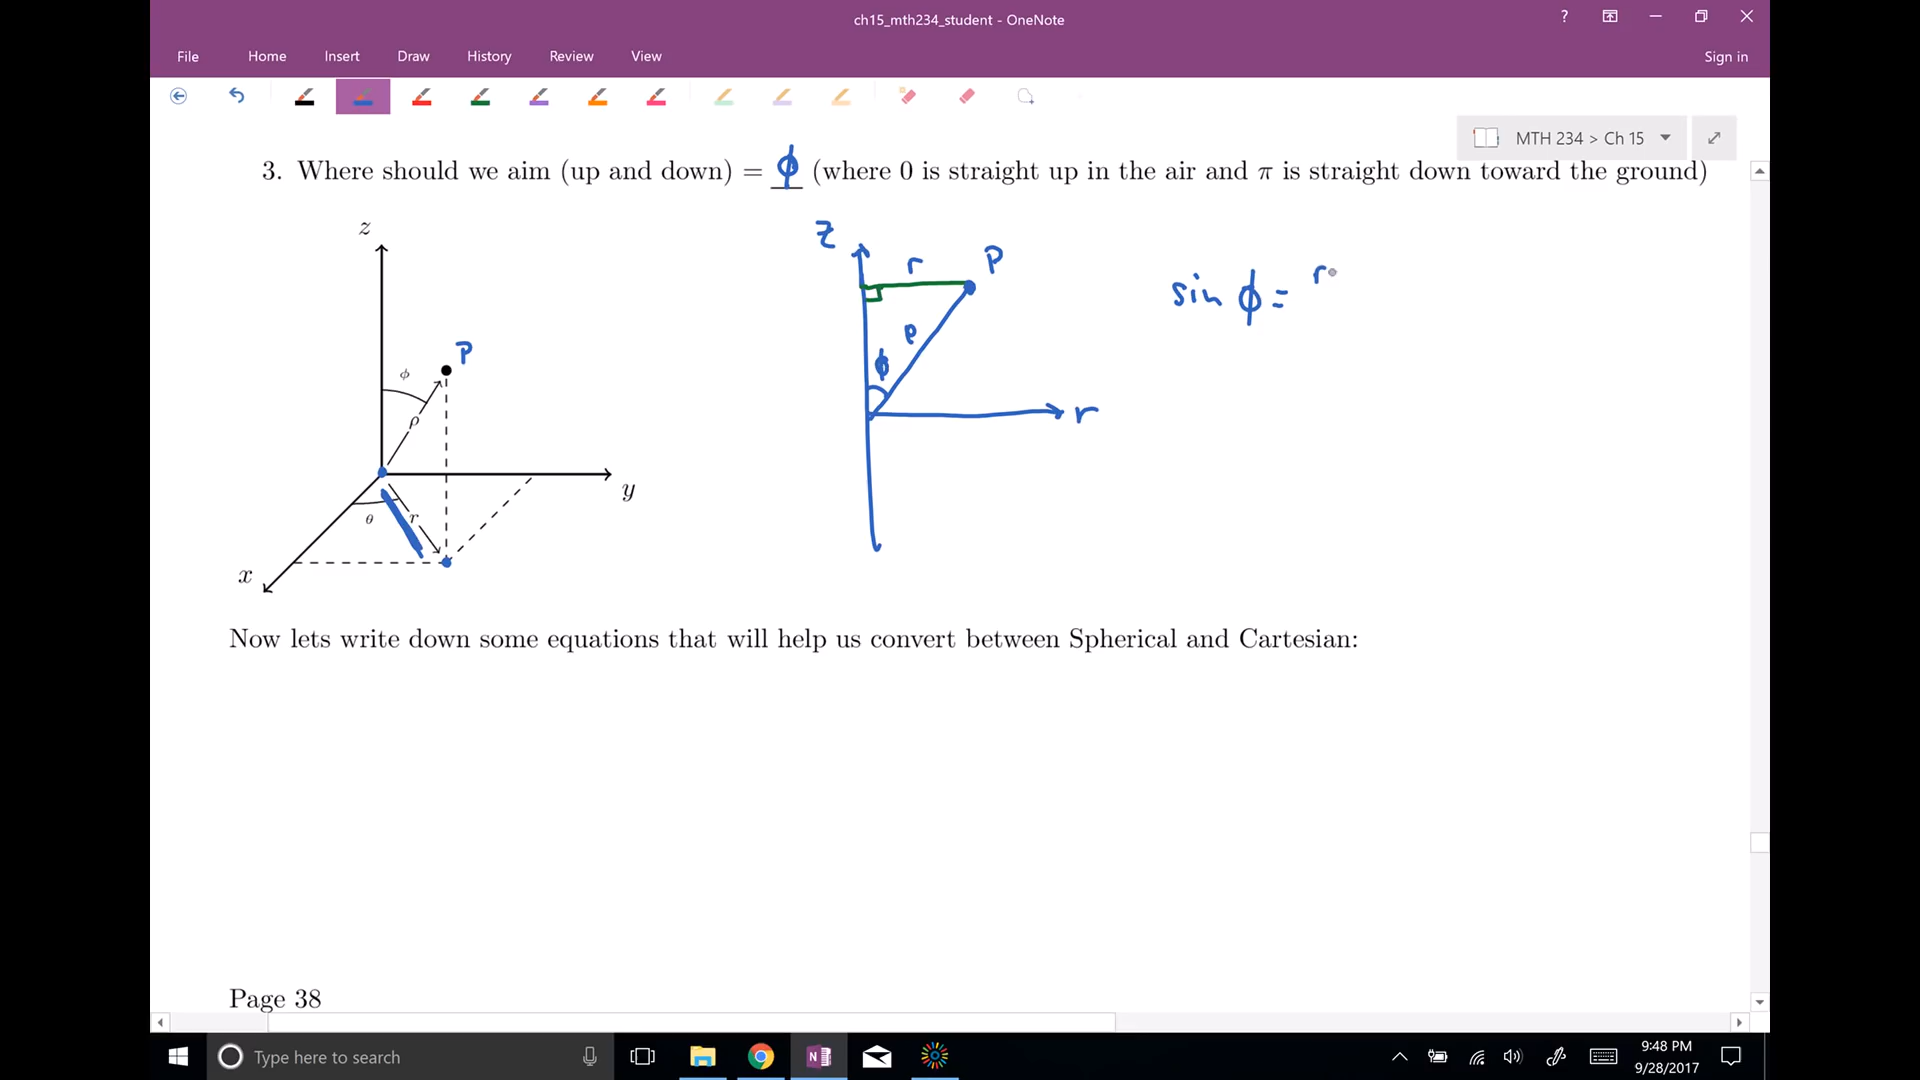 ch15_mth234_student - OneNote
?
File Home Insert Draw History Review View Sign in
MTH 234 > Ch 15
3. Where should we aim (up and down) = ϕ (where 0 is straight up in the air and π is straight down toward the ground)
z
P
ϕ
ρ
y
θ
r
x
z
r
P
ρ
ϕ
r
sin ϕ = r
Now lets write down some equations that will help us convert between Spherical and Cartesian:
Page 38
Type here to search
9:48 PM
9/28/2017